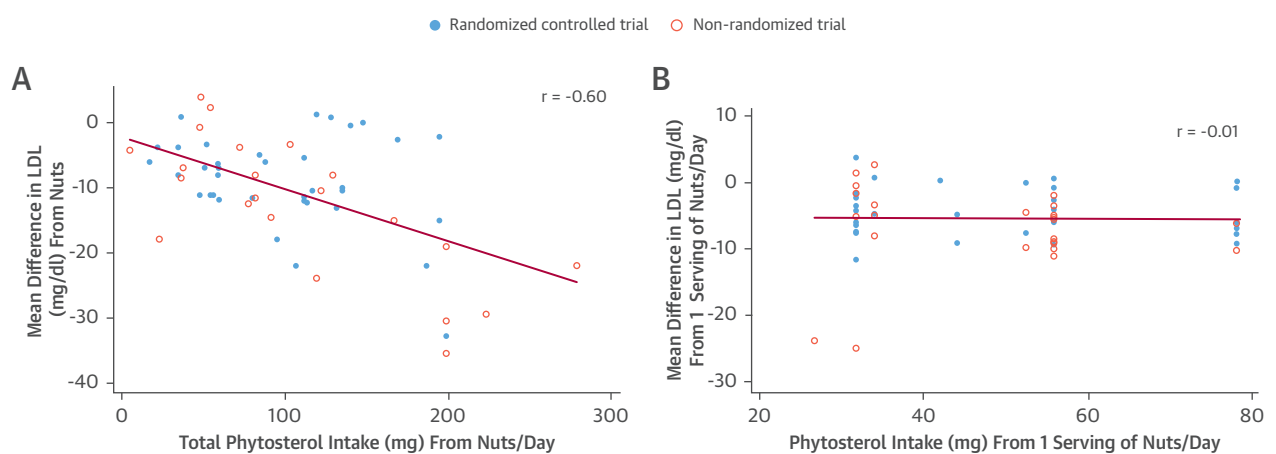 Randomized controlled trial Non-randomized trial
A
r = -0.60
Mean Difference in LDL
(mg/dl) From Nuts
0
-10
-20
-30
-40
0 100 200 300
Total Phytosterol Intake (mg) From Nuts/Day
B
r = -0.01
Mean Difference in LDL (mg/dl)
From 1 Serving of Nuts/Day
10
0
-10
-20
-30
20 40 60 80
Phytosterol Intake (mg) From 1 Serving of Nuts/Day